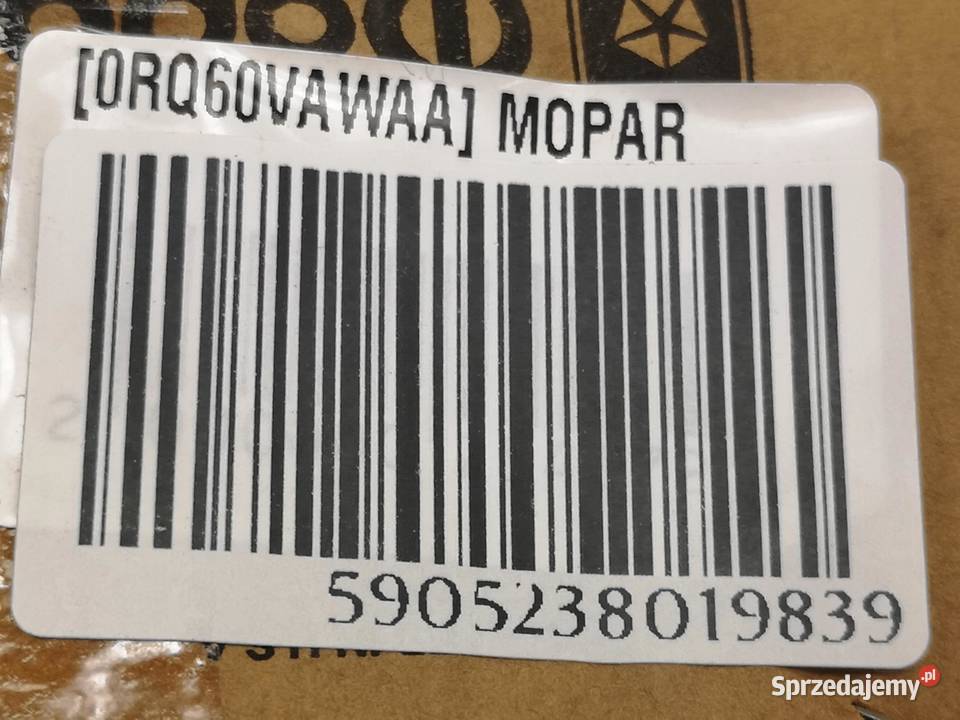 [0RQ60VAWAA] MOPAR
5905238019839
Sprzedajemy.pl